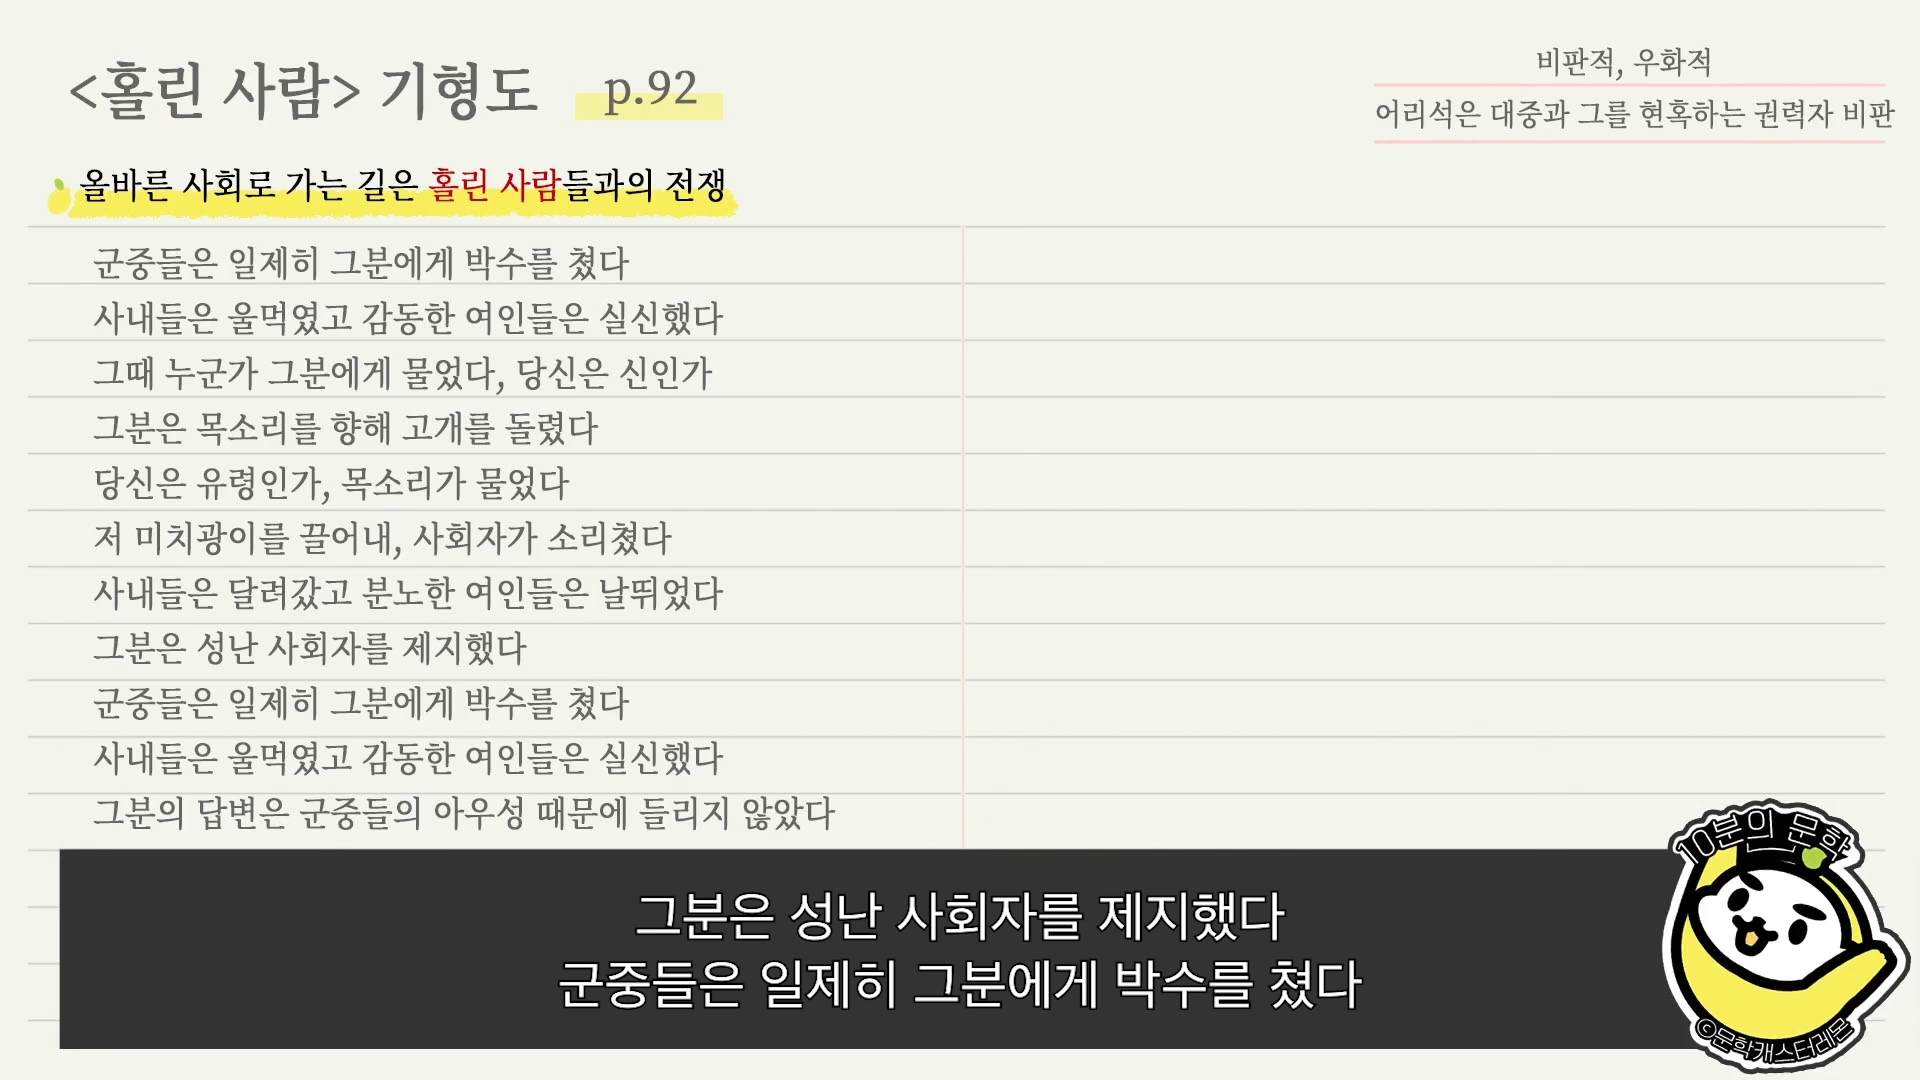 <홀린 사람> 기형도 p.92
비판적, 우화적
어리석은 대중과 그를 현혹하는 권력자 비판
올바른 사회로 가는 길은 홀린 사람들과의 전쟁
군중들은 일제히 그분에게 박수를 쳤다
사내들은 울먹였고 감동한 여인들은 실신했다
그때 누군가 그분에게 물었다, 당신은 신인가
그분은 목소리를 향해 고개를 돌렸다
당신은 유령인가, 목소리가 물었다
저 미치광이를 끌어내, 사회자가 소리쳤다
사내들은 달려갔고 분노한 여인들은 날뛰었다
그분은 성난 사회자를 제지했다
군중들은 일제히 그분에게 박수를 쳤다
사내들은 울먹였고 감동한 여인들은 실신했다
그분의 답변은 군중들의 아우성 때문에 들리지 않았다
그분은 성난 사회자를 제지했다
군중들은 일제히 그분에게 박수를 쳤다
10분의 문학
©문학캐스터레몬